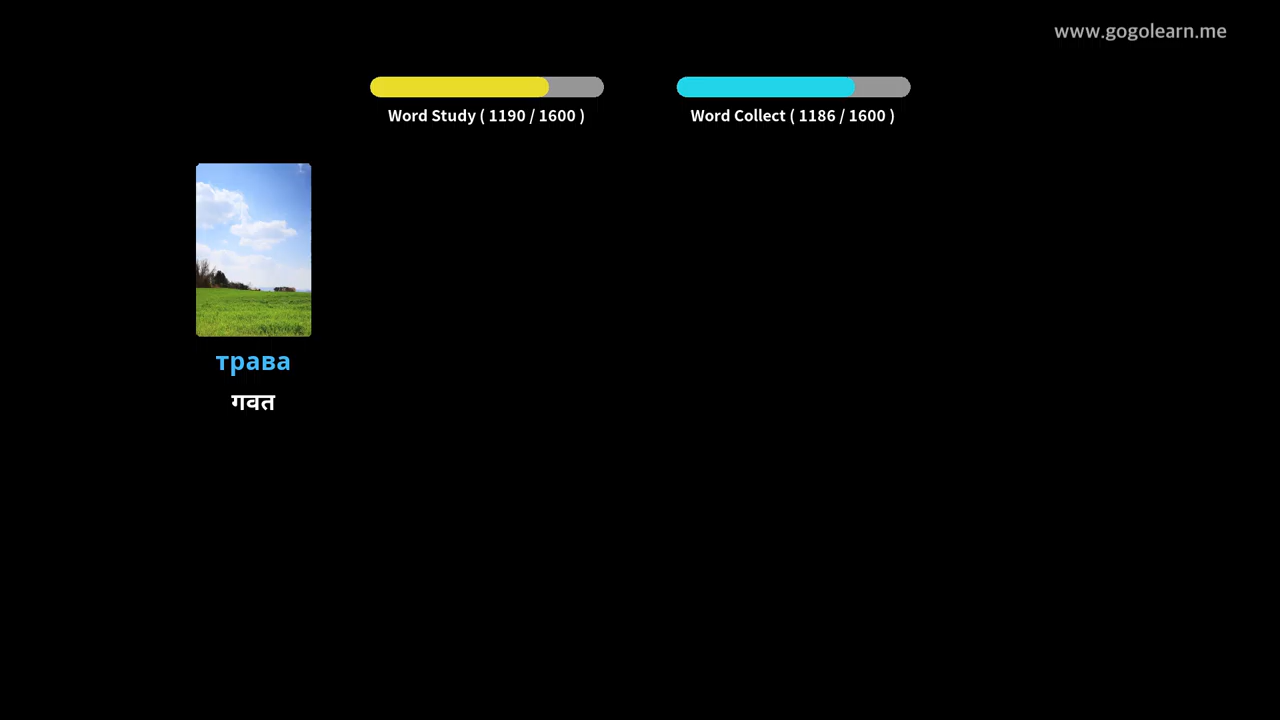 www.gogolearn.me
Word Study ( 1190 / 1600 )
Word Collect ( 1186 / 1600 )
трава
गवत